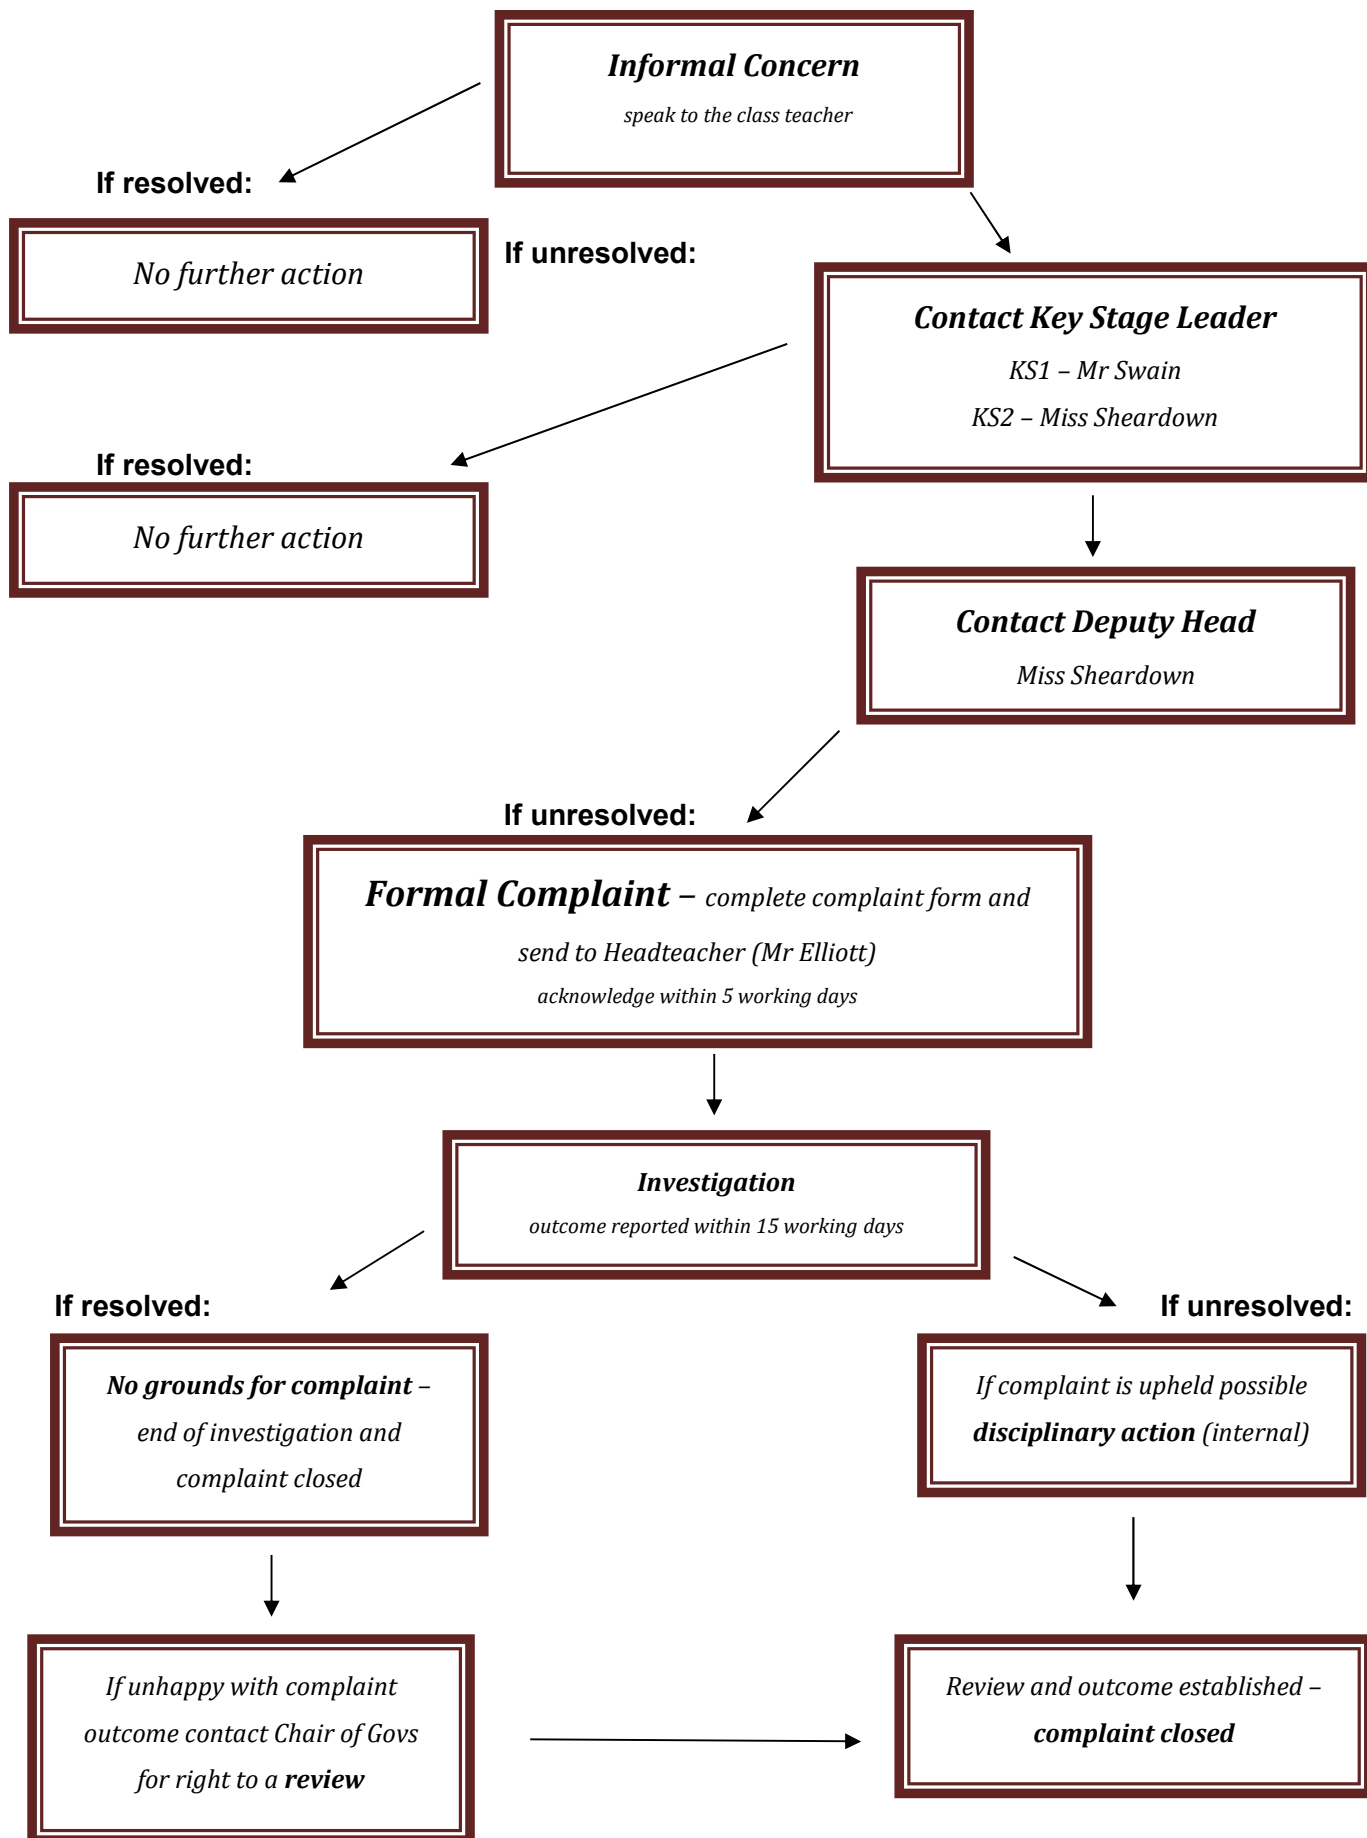 Informal Concern
speak to the class teacher
If resolved:
No further action
If unresolved:
Contact Key Stage Leader
KS1 – Mr Swain
KS2 – Miss Sheardown
If resolved:
No further action
Contact Deputy Head
Miss Sheardown
If unresolved:
Formal Complaint – complete complaint form and
send to Headteacher (Mr Elliott)
acknowledge within 5 working days
Investigation
outcome reported within 15 working days
If resolved:
No grounds for complaint –
end of investigation and
complaint closed
If unresolved:
If complaint is upheld possible
disciplinary action (internal)
If unhappy with complaint
outcome contact Chair of Govs
for right to a review
Review and outcome established –
complaint closed